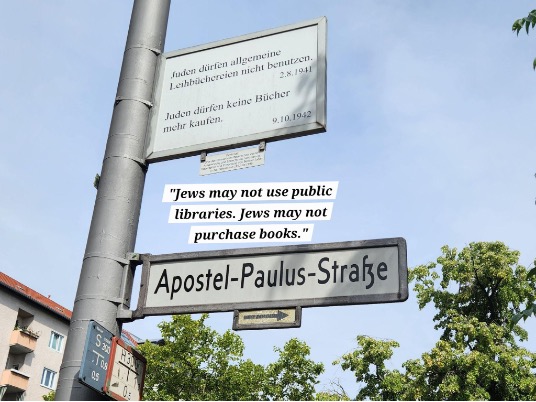 Juden dürfen allgemeine
Leihbüchereien nicht benutzen.
2.8.1941
Juden dürfen keine Bücher
mehr kaufen.
9.10.1942
"Jews may not use public
libraries. Jews may not
purchase books."
Apostel-Paulus-Straße
S
H